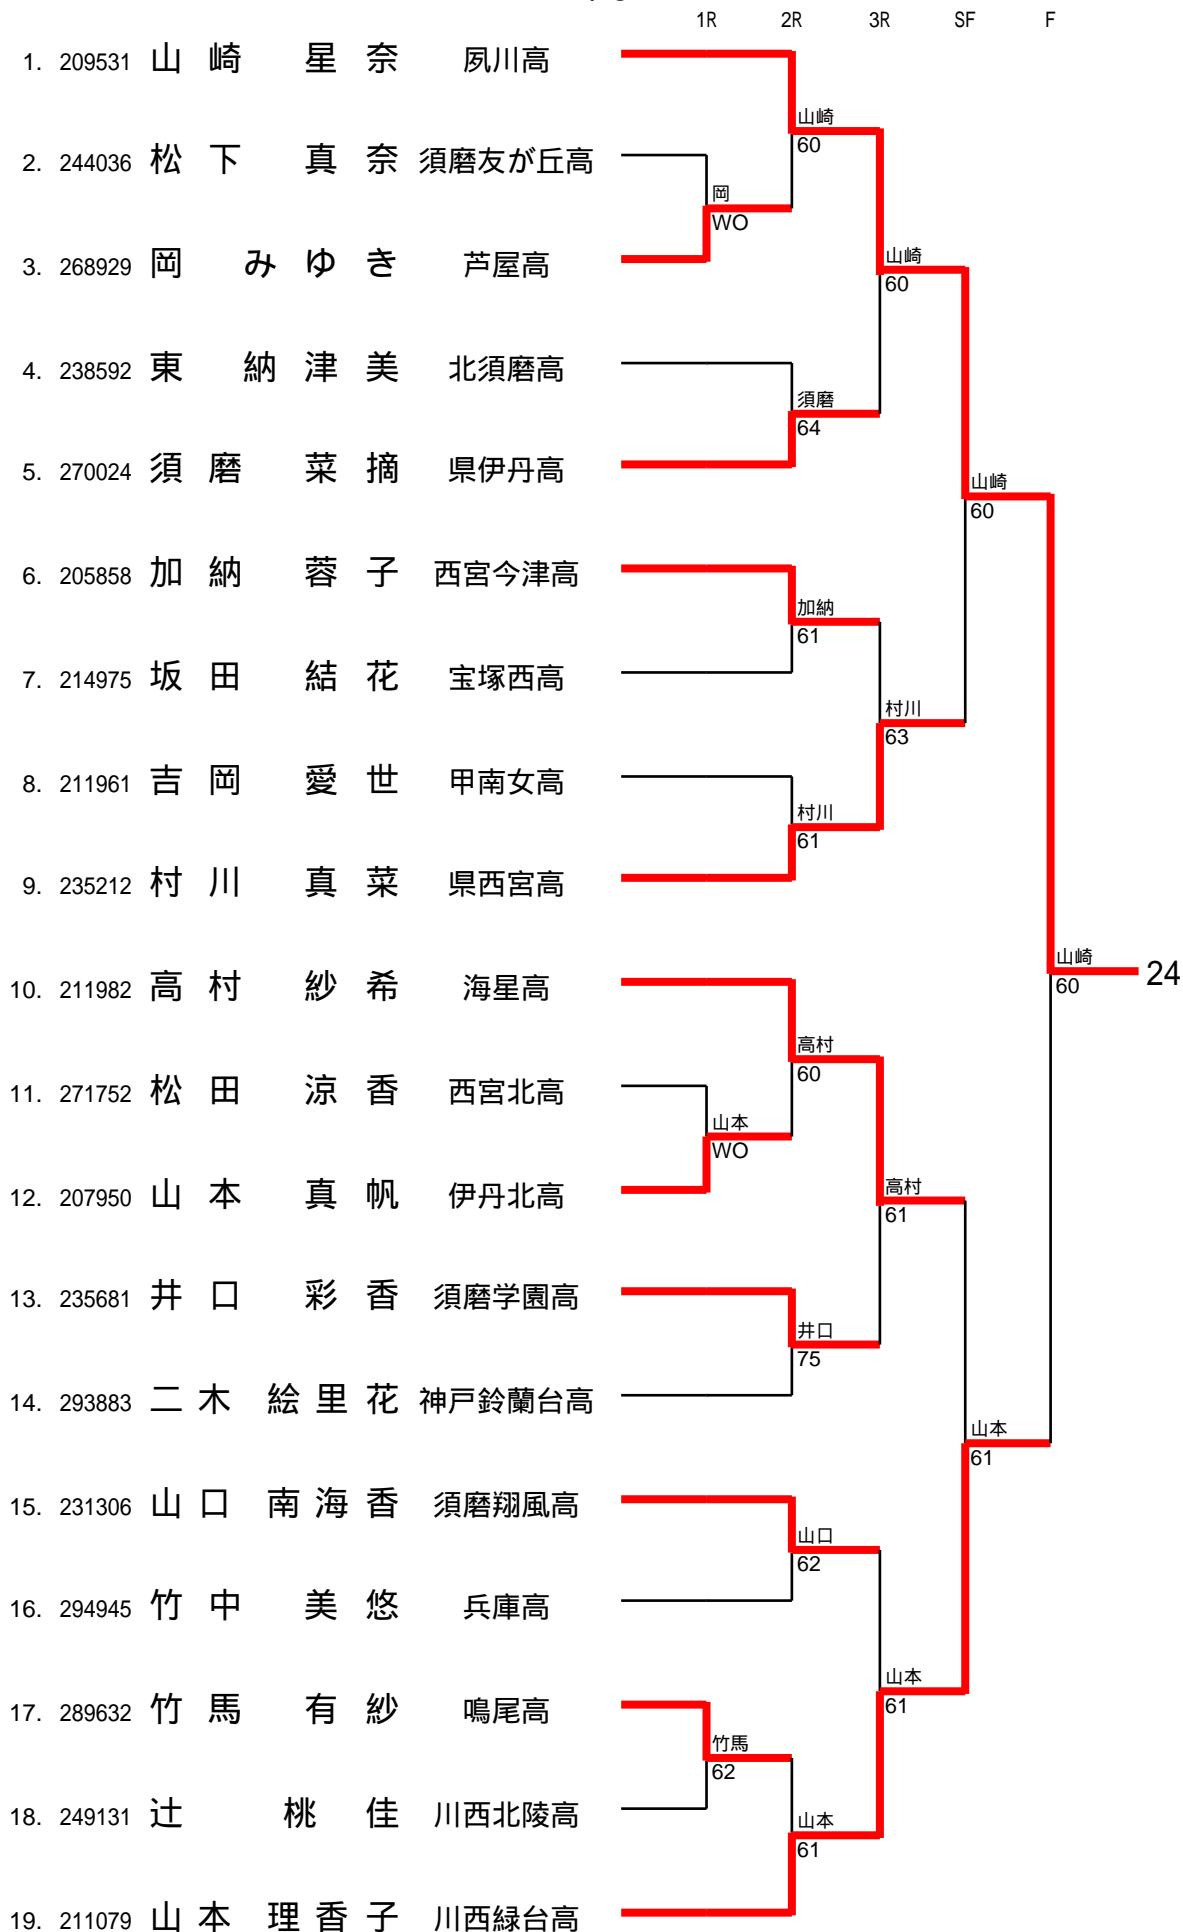 1R 2R 3R SF F
1. 209531 山崎 星奈 夙川高
山崎
60
2. 244036 松下 真奈 須磨友が丘高
岡
WO
3. 268929 岡 みゆき 芦屋高
山崎
60
4. 238592 東 納津美 北須磨高
須磨
64
5. 270024 須磨 菜摘 県伊丹高
山崎
60
6. 205858 加納 蓉子 西宮今津高
加納
61
7. 214975 坂田 結花 宝塚西高
村川
63
8. 211961 吉岡 愛世 甲南女高
村川
61
9. 235212 村川 真菜 県西宮高
山崎
60
24
10. 211982 高村 紗希 海星高
高村
60
11. 271752 松田 涼香 西宮北高
山本
WO
12. 207950 山本 真帆 伊丹北高
高村
61
13. 235681 井口 彩香 須磨学園高
井口
75
14. 293883 二木 絵里花 神戸鈴蘭台高
山本
61
15. 231306 山口 南海香 須磨翔風高
山口
62
16. 294945 竹中 美悠 兵庫高
山本
61
17. 289632 竹馬 有紗 鳴尾高
竹馬
62
18. 249131 辻 桃佳 川西北陵高
山本
61
19. 211079 山本 理香子 川西緑台高